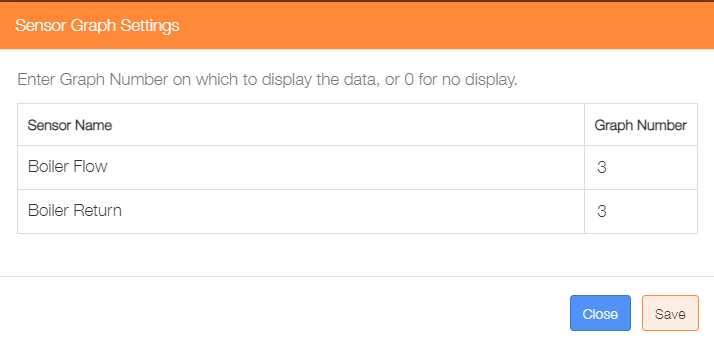 Sensor Graph Settings
Enter Graph Number on which to display the data, or 0 for no display.
Sensor Name Graph Number
Boiler Flow 3
Boiler Return 3
Close Save